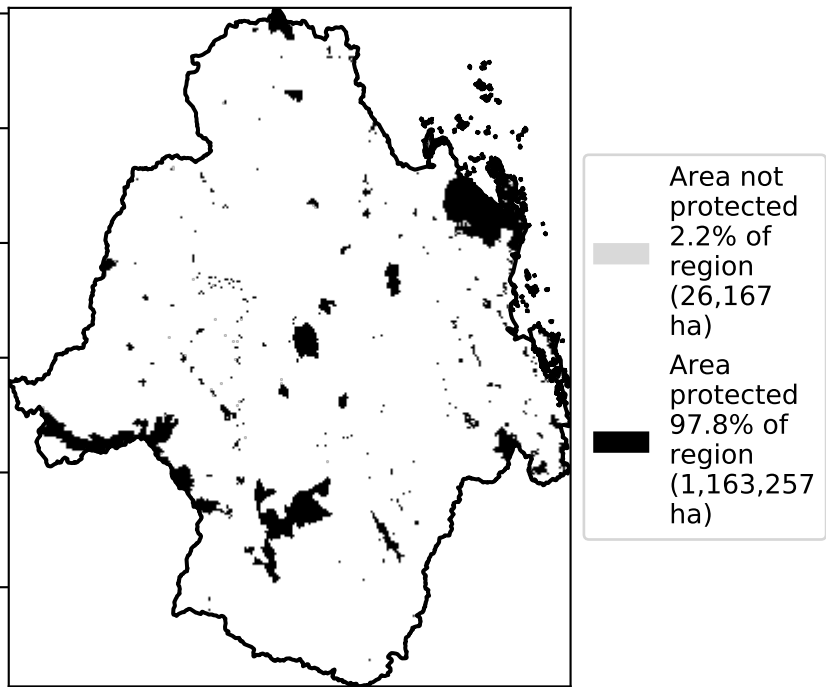 Area not
protected
2.2% of
region
(26,167
ha)
Area
protected
97.8% of
region
(1,163,257
ha)